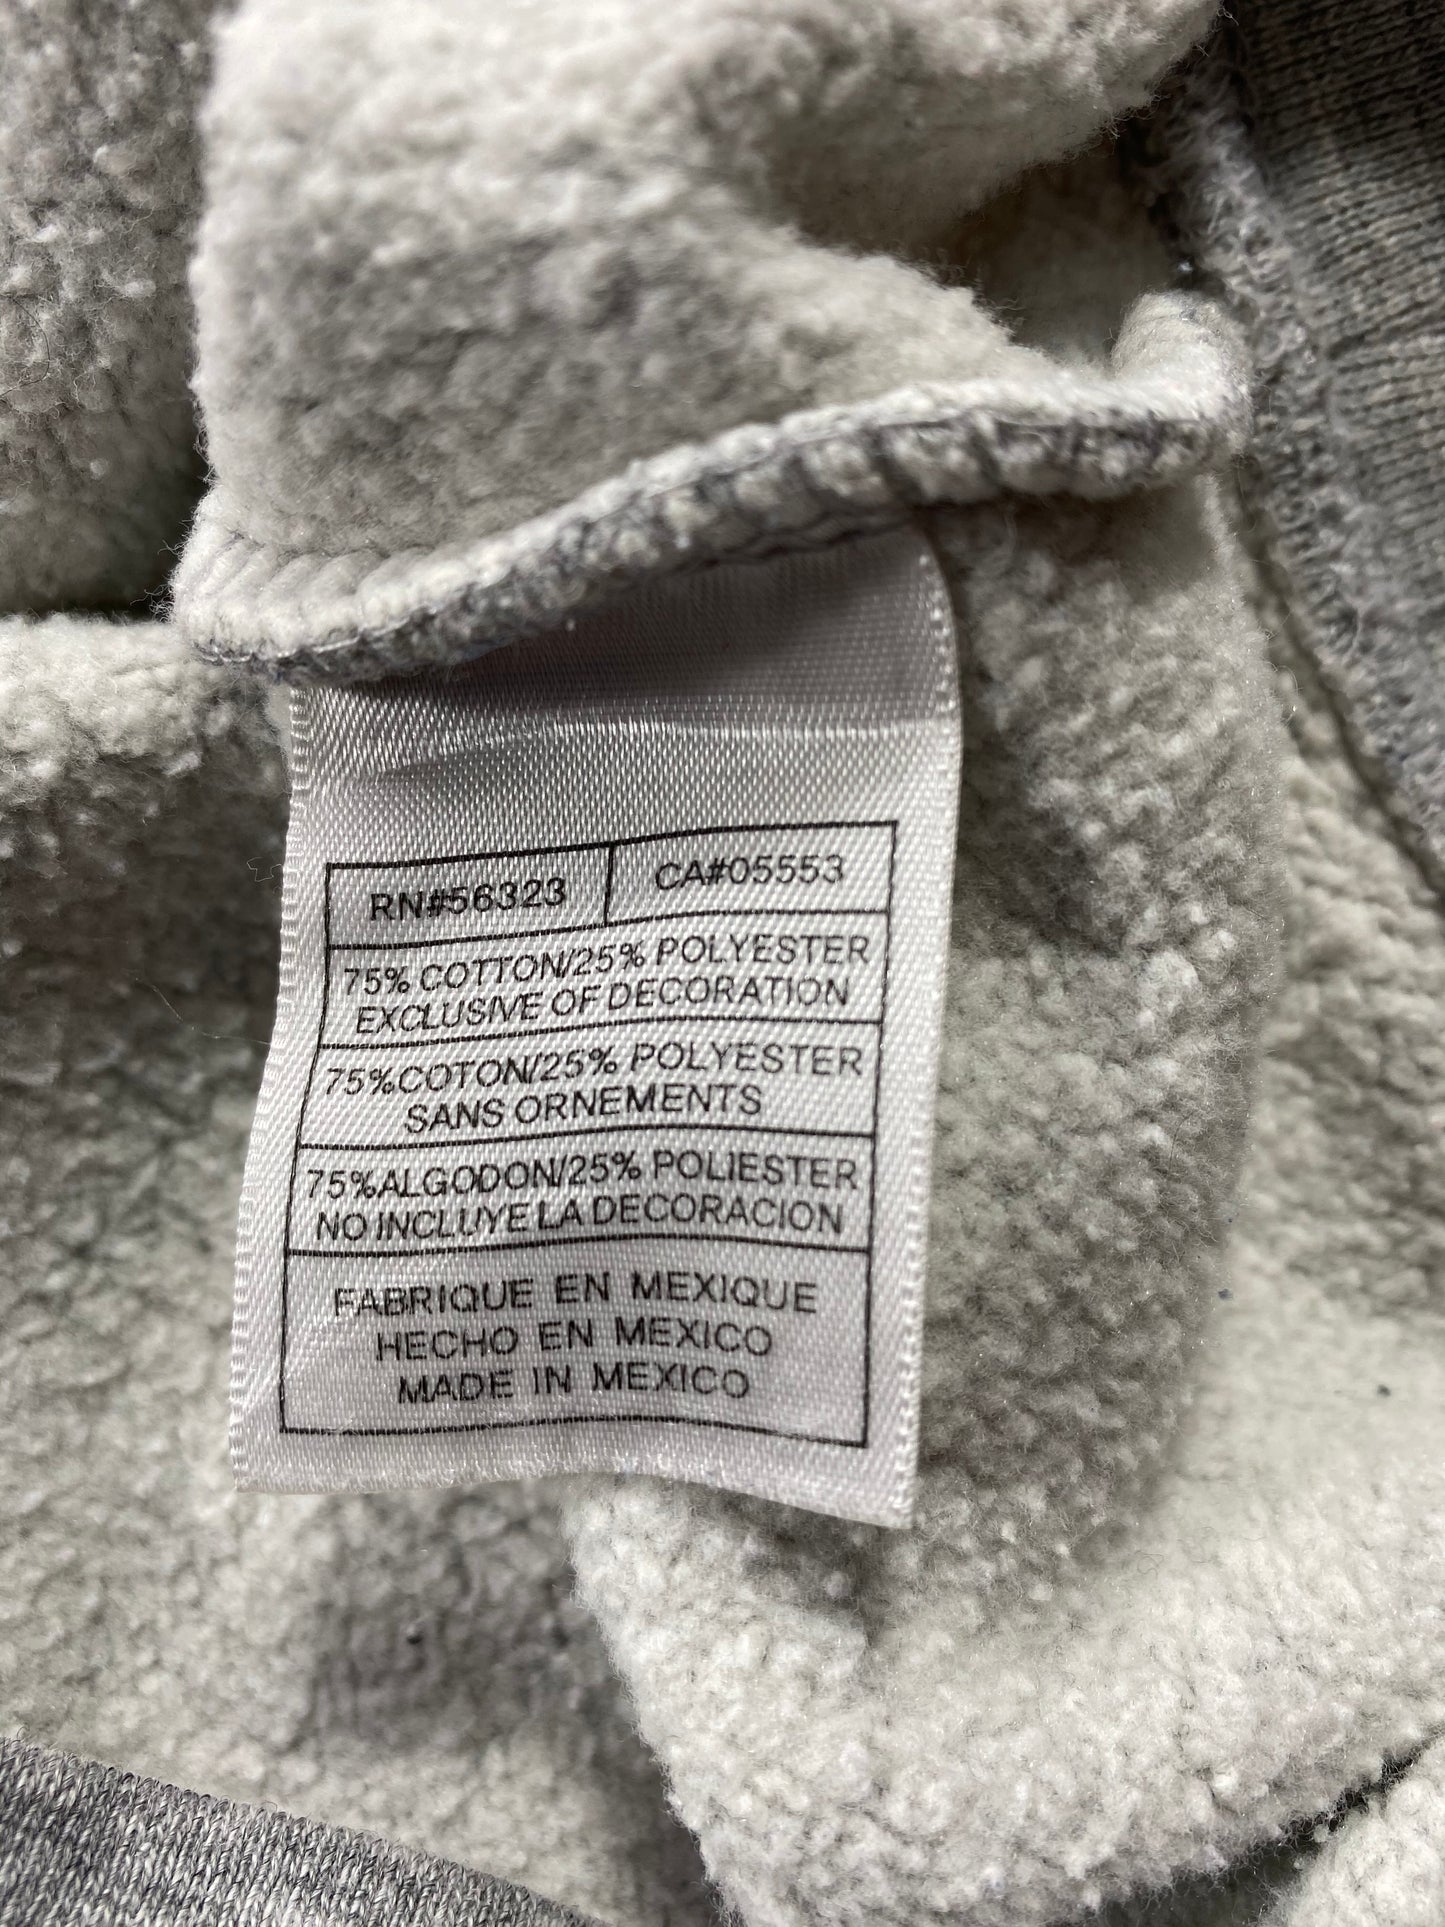 RN#56323 CA#05553
75% COTTON/25% POLYESTER
EXCLUSIVE OF DECORATION
75%COTON/25% POLYESTER
SANS ORNEMENTS
75%ALGODON/25% POLIESTER
NO INCLUYE LA DECORACION
FABRIQUE EN MEXIQUE
HECHO EN MEXICO
MADE IN MEXICO